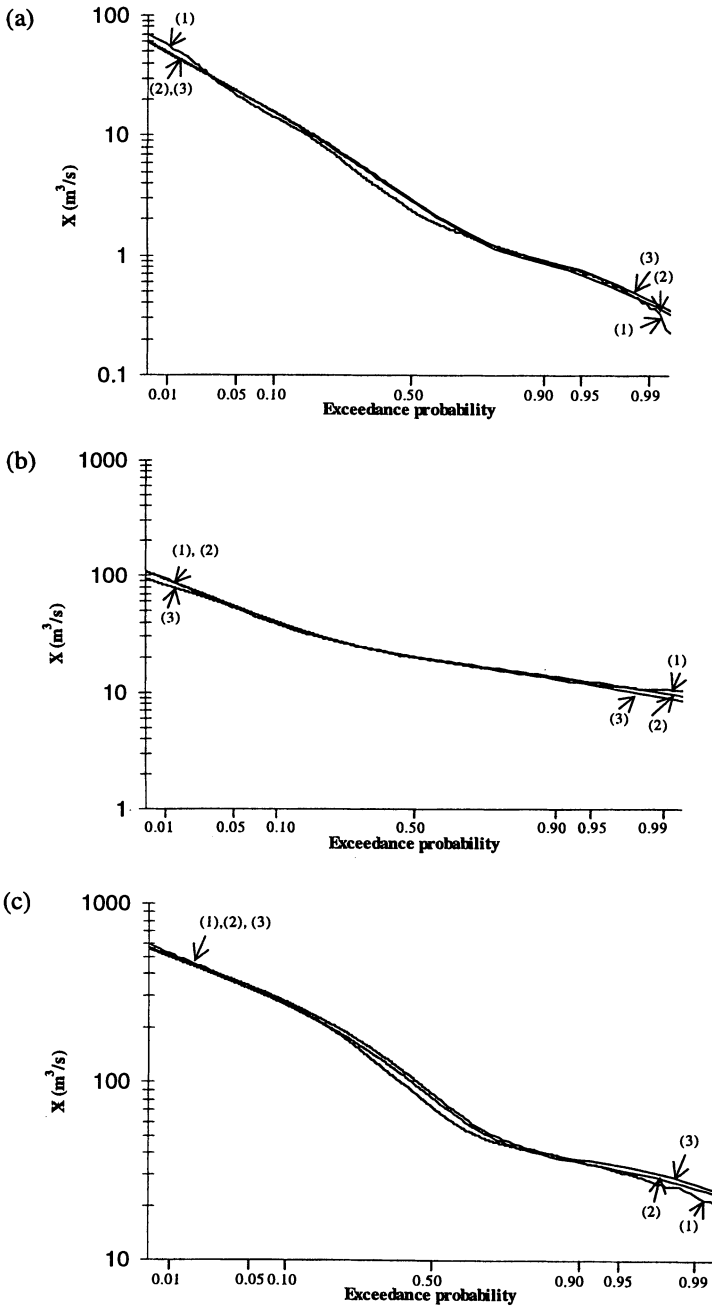 (a)
100
(1)
(2),(3)
10
X (m³/s)
1
(3)
(2)
(1)
0.1
0.01 0.05 0.10 0.50 0.90 0.95 0.99
Exceedance probability
(b)
1000
(1), (2)
100
(3)
X (m³/s)
(1)
10
(3)
(2)
1
0.01 0.05 0.10 0.50 0.90 0.95 0.99
Exceedance probability
(c)
1000
(1),(2), (3)
X (m³/s)
100
(3)
(2)
(1)
10
0.01 0.05 0.10 0.50 0.90 0.95 0.99
Exceedance probability